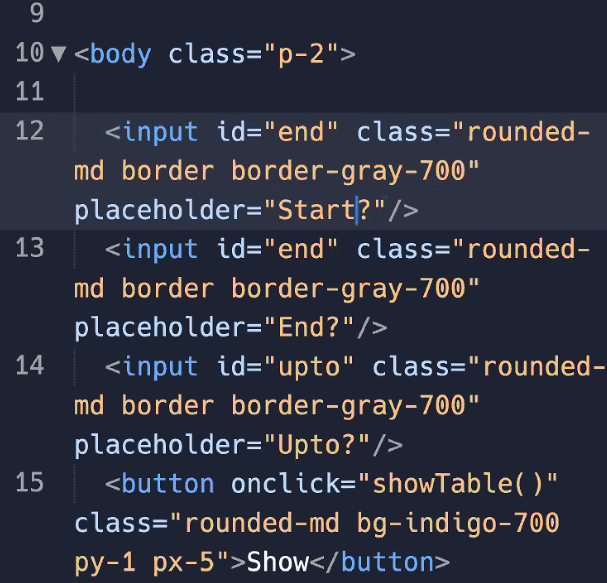 9
10 <body class="p-2">
11
12 <input id="end" class="rounded-
md border border-gray-700"
placeholder="Start?"/>
13 <input id="end" class="rounded-
md border border-gray-700"
placeholder="End?"/>
14 <input id="upto" class="rounded-
md border border-gray-700"
placeholder="Upto?"/>
15 <button onclick="showTable()"
class="rounded-md bg-indigo-700
py-1 px-5">Show</button>